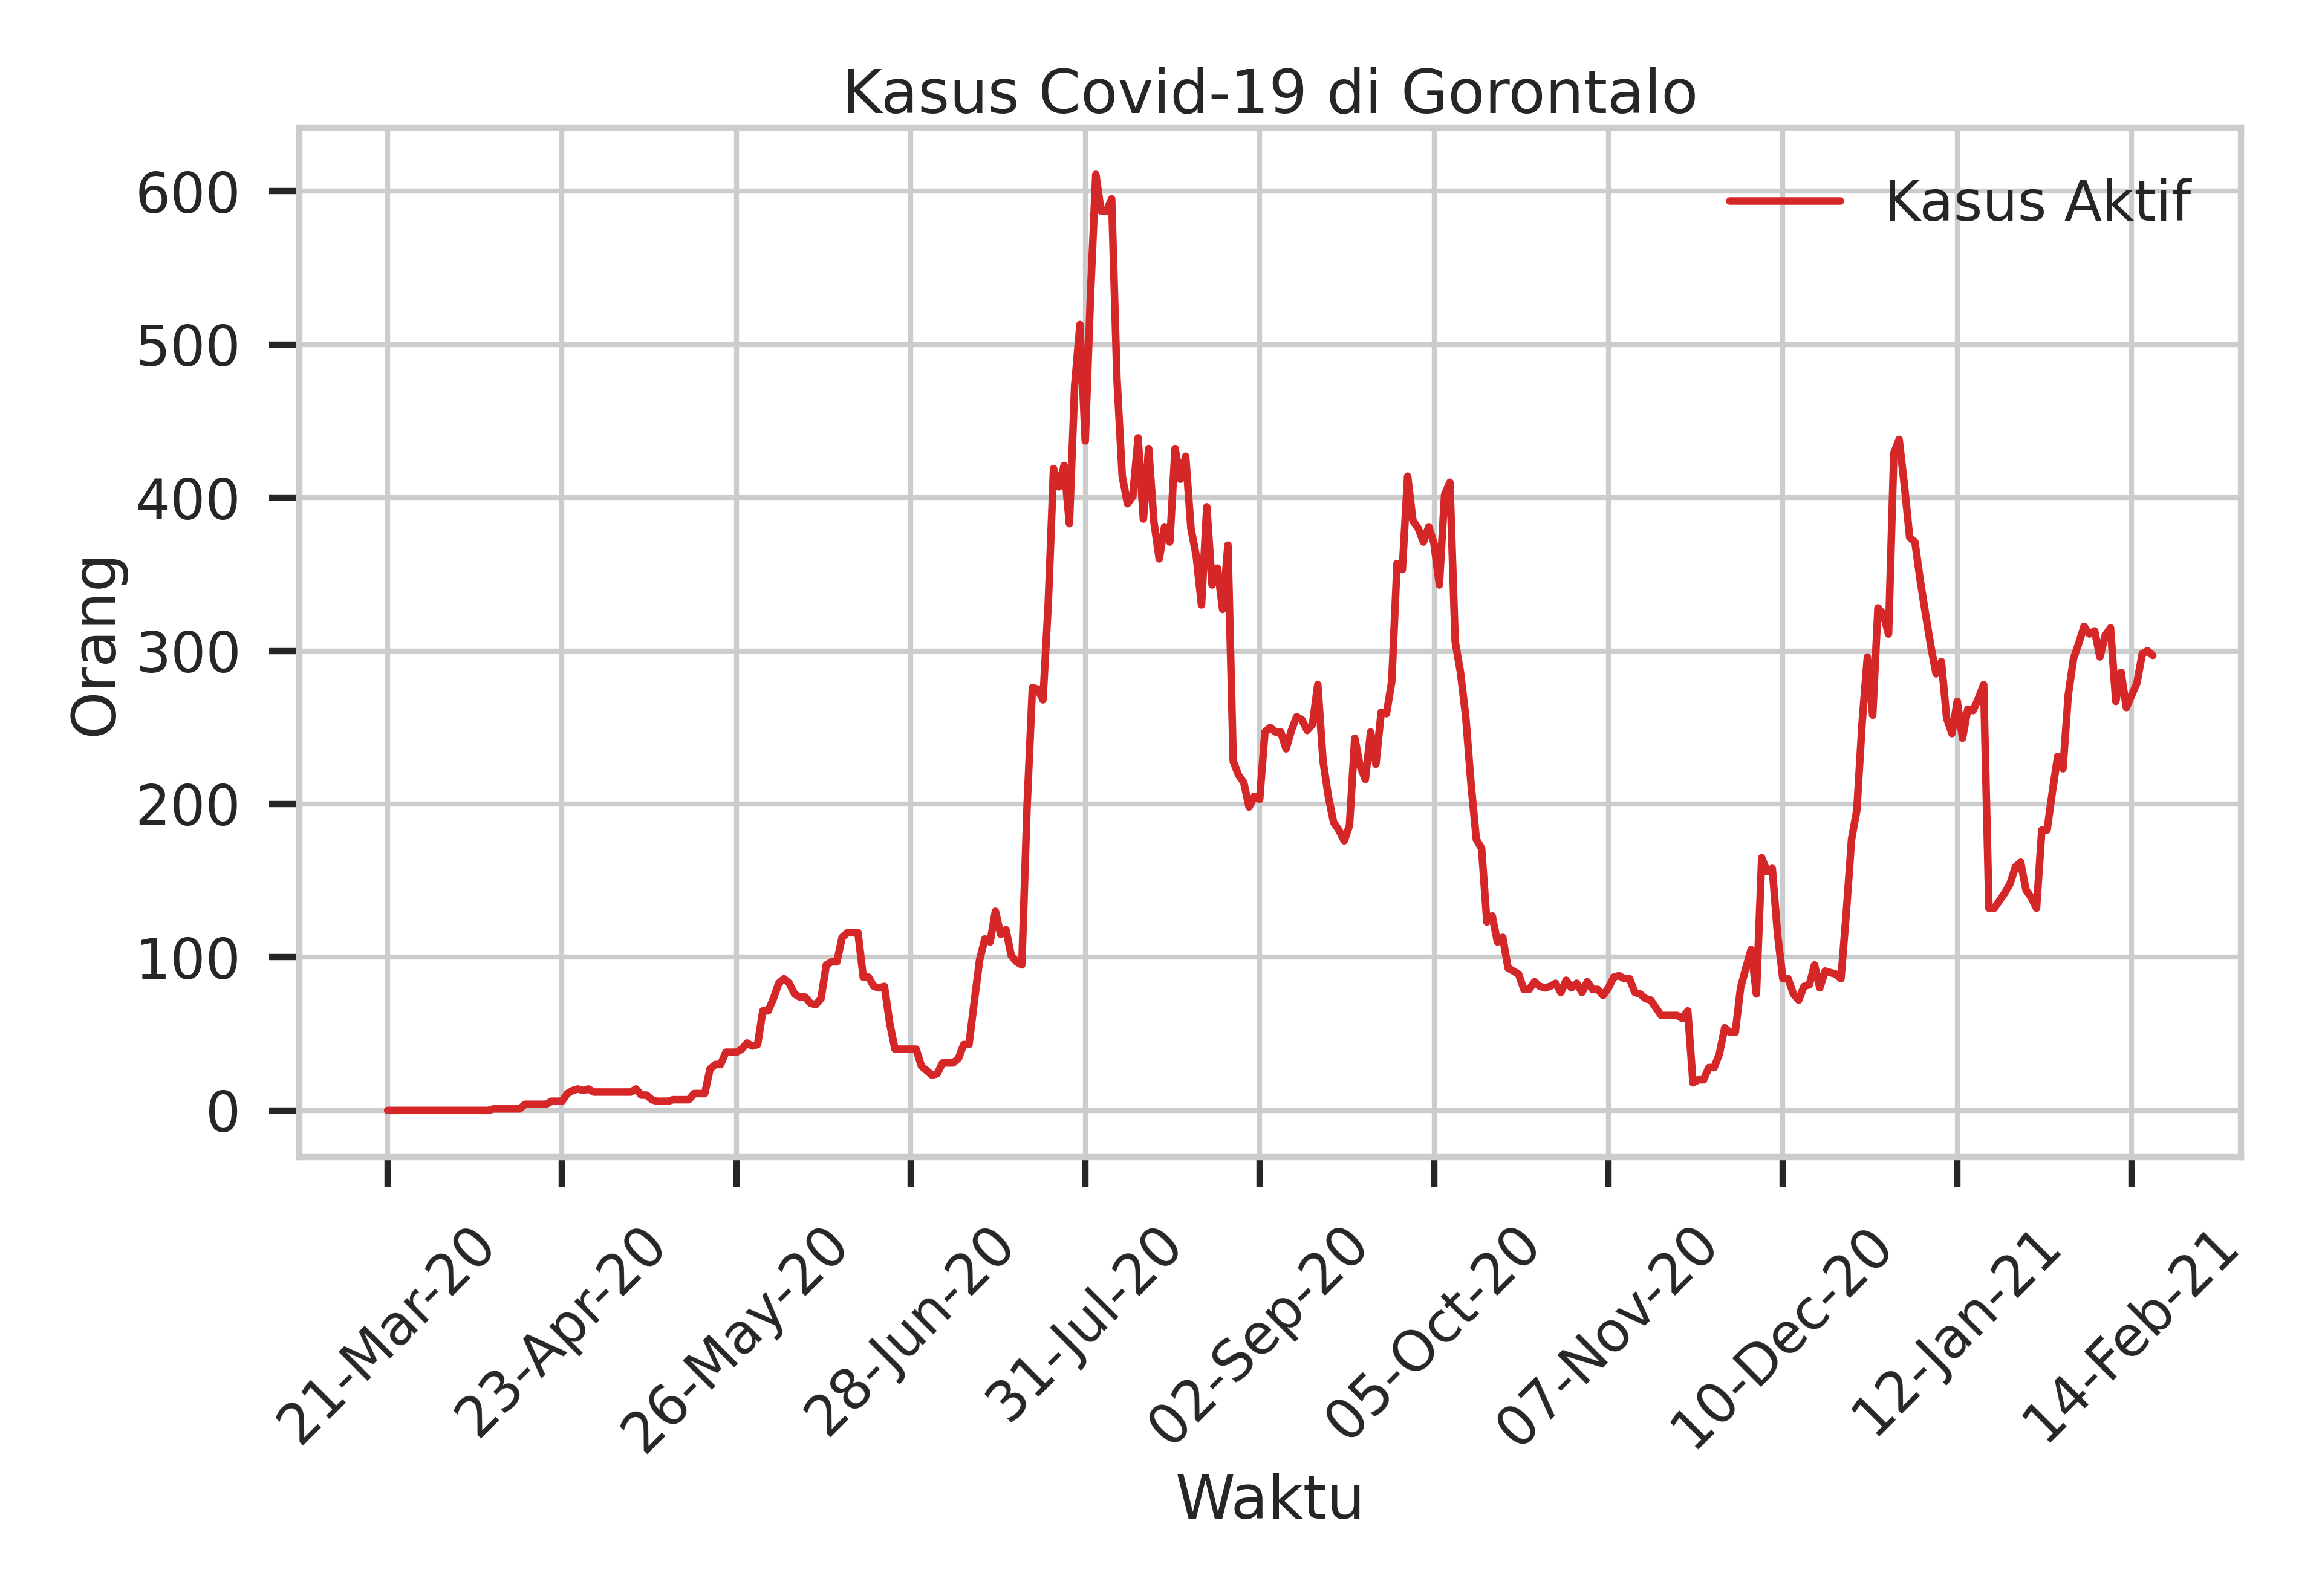 Kasus Covid-19 di Gorontalo
Kasus Aktif
600
500
400
300
200
100
0
Orang
21-Mar-20
23-Apr-20
26-May-20
28-Jun-20
31-Jul-20
02-Sep-20
05-Oct-20
07-Nov-20
10-Dec-20
12-Jan-21
14-Feb-21
Waktu